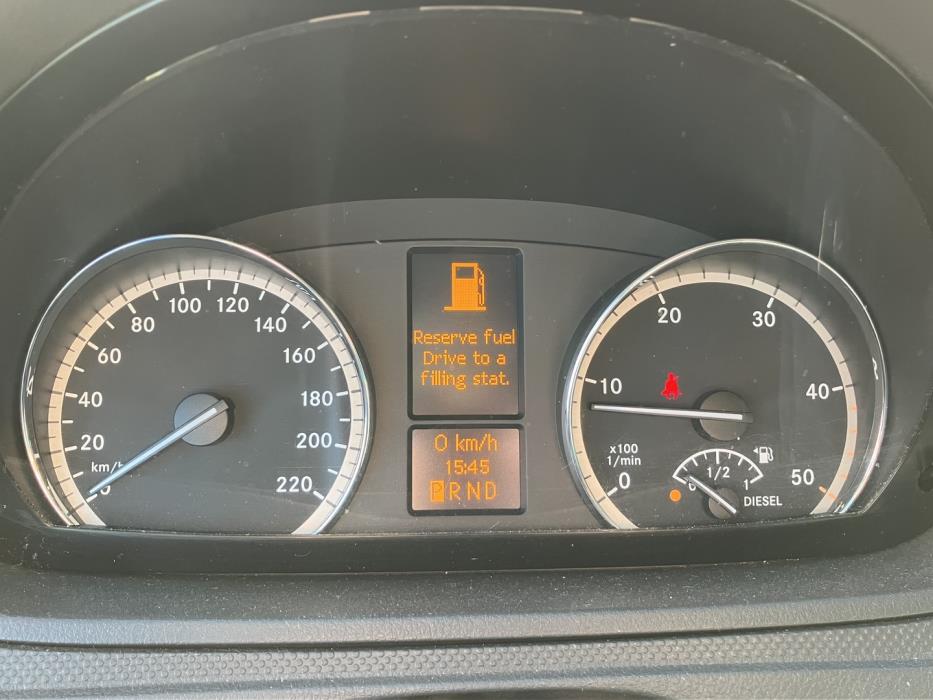 20
40
60
80
100
120
140
160
180
200
220
km/h
Reserve fuel
Drive to a
filling stat.
0 km/h
15:45
PRND
0
10
20
30
40
50
x100
1/min
0
1/2
1
DIESEL